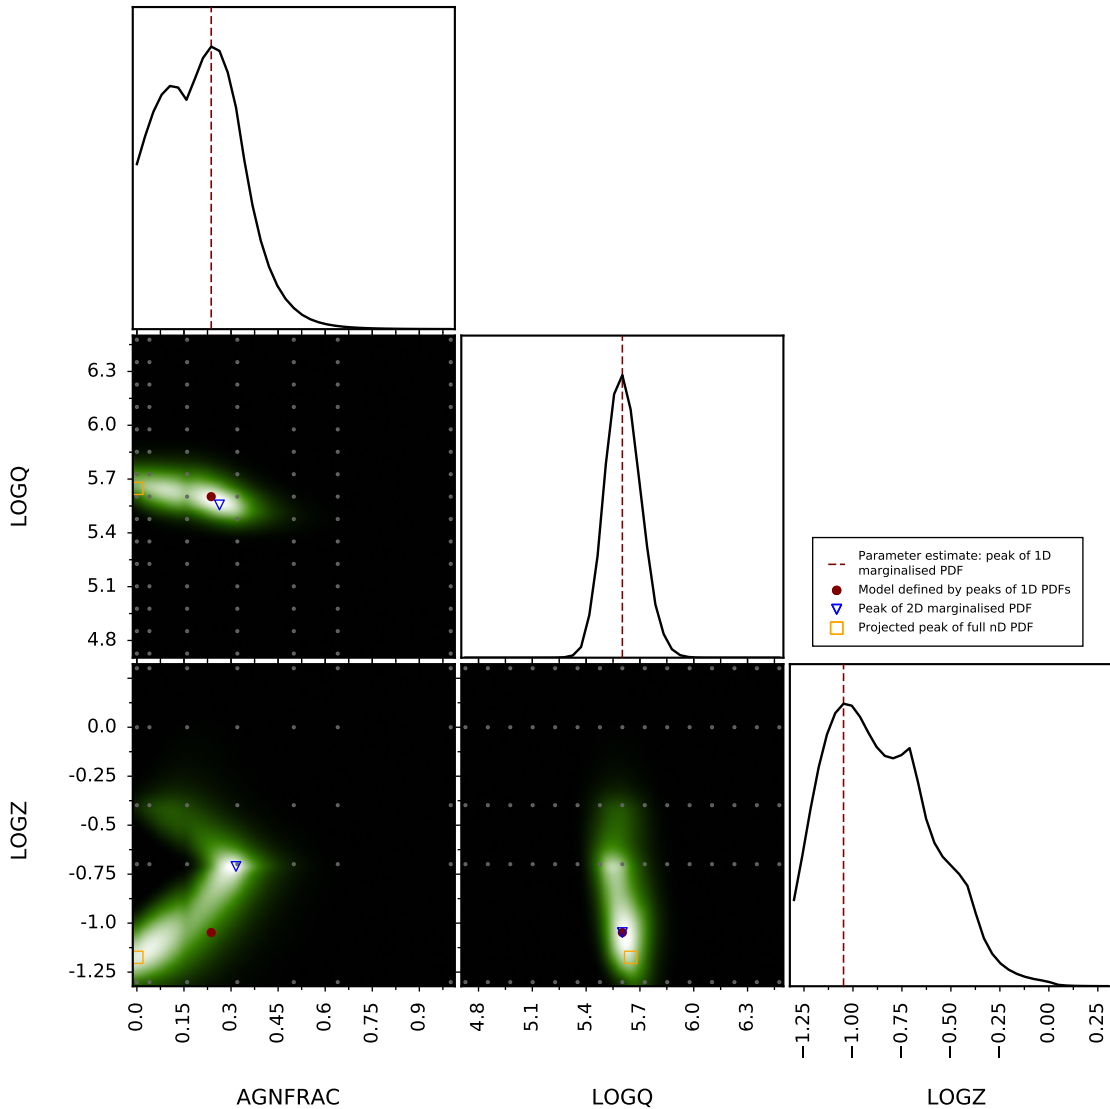 6.3
6.0
5.7
5.4
5.1
4.8
LOGQ
Parameter estimate: peak of 1D
marginalised PDF
Model defined by peaks of 1D PDFs
Peak of 2D marginalised PDF
Projected peak of full nD PDF
0.0
-0.25
-0.5
-0.75
-1.0
-1.25
LOGZ
0.0 0.15 0.3 0.45 0.6 0.75 0.9
4.8 5.1 5.4 5.7 6.0 6.3
−1.25 −1.00 −0.75 −0.50 −0.25 0.00 0.25
AGNFRAC LOGQ LOGZ